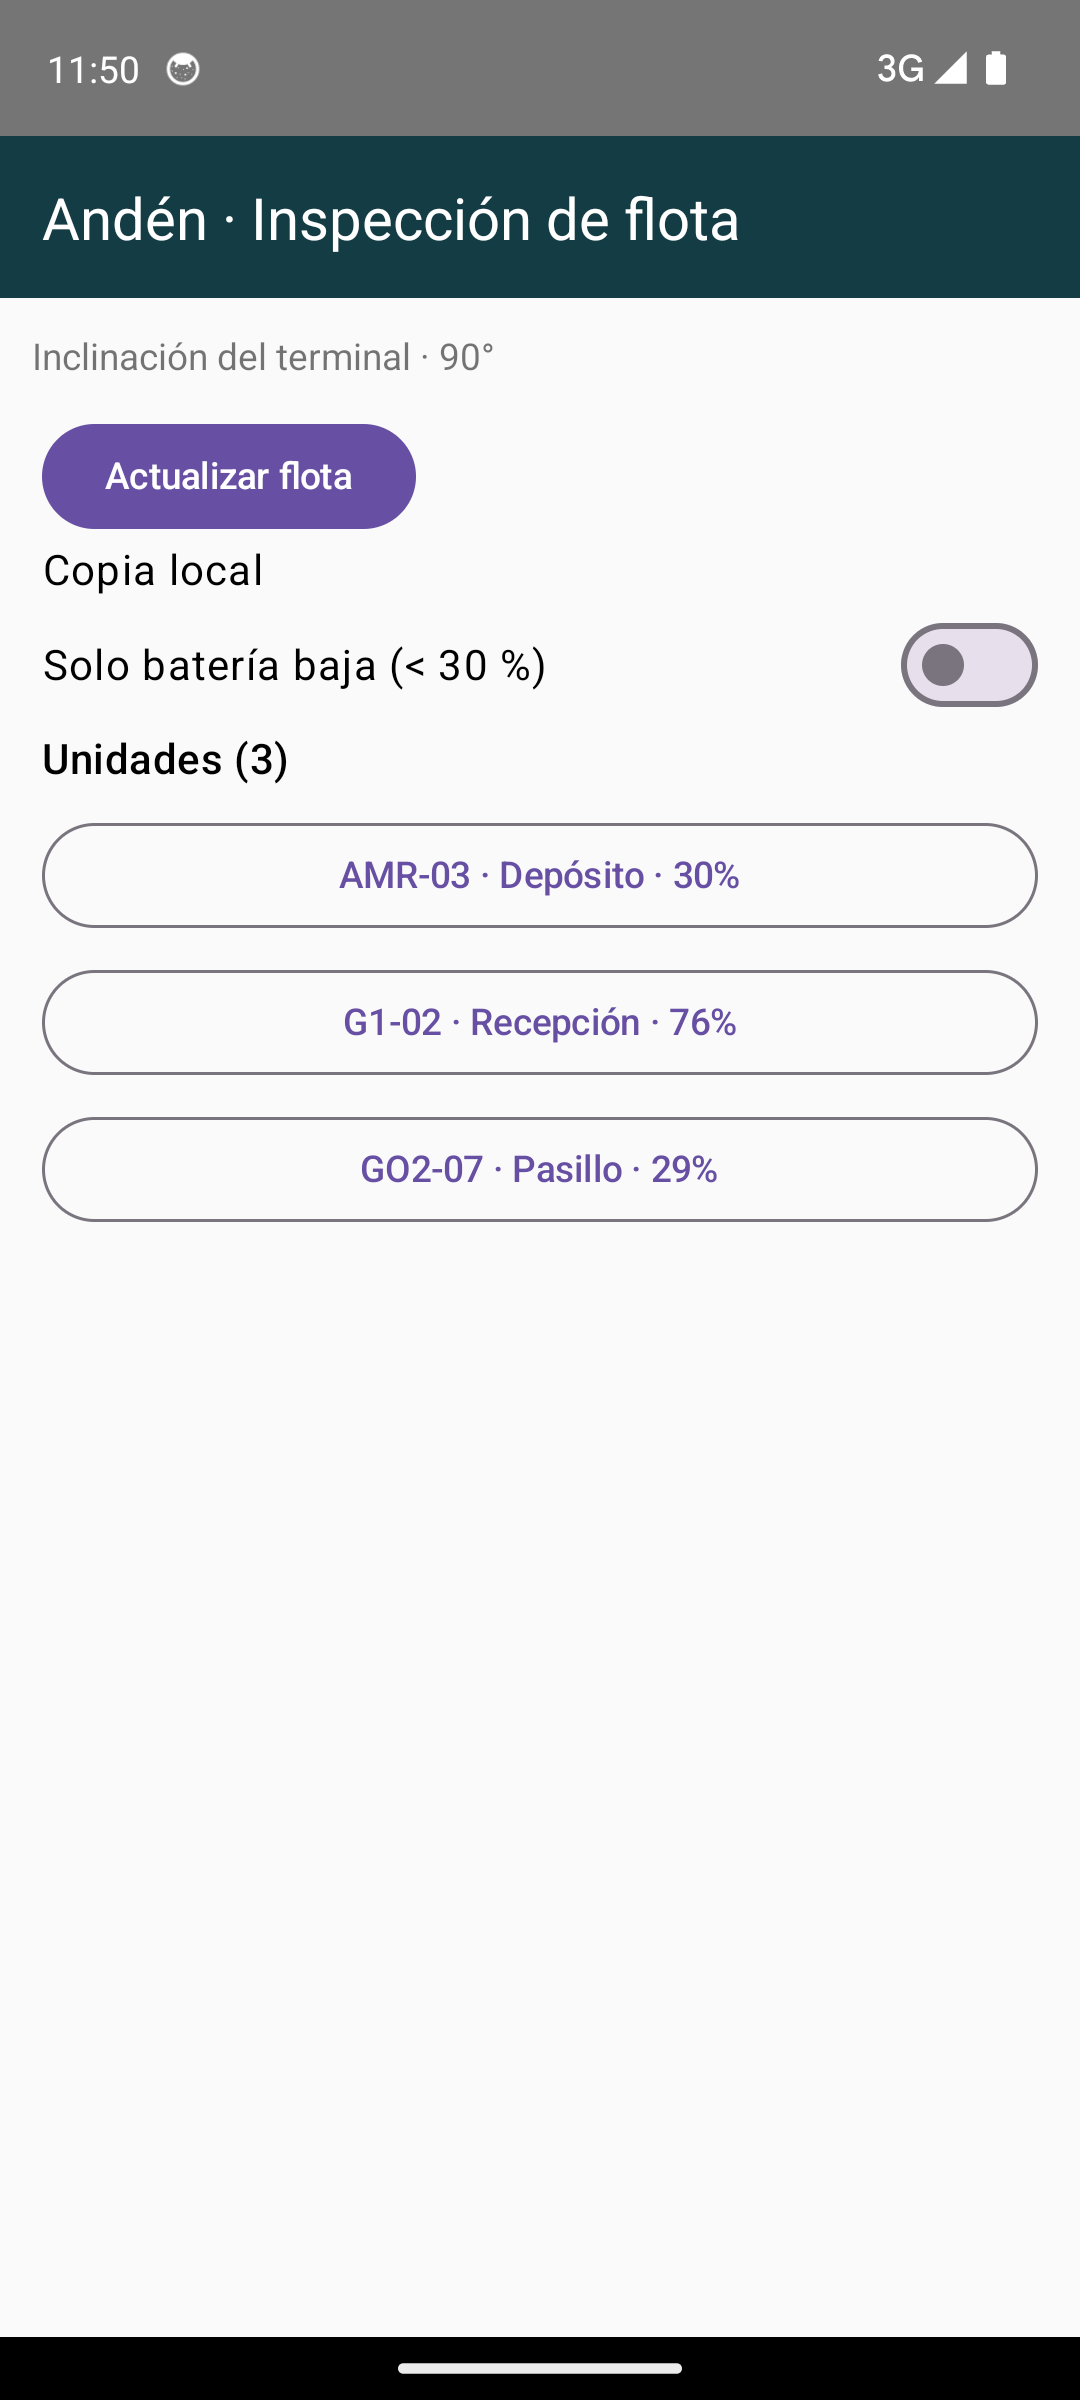 11:50
3G
Andén · Inspección de flota
Inclinación del terminal · 90°
Actualizar flota
Copia local
Solo batería baja (< 30 %)
Unidades (3)
AMR-03 · Depósito · 30%
G1-02 · Recepción · 76%
GO2-07 · Pasillo · 29%